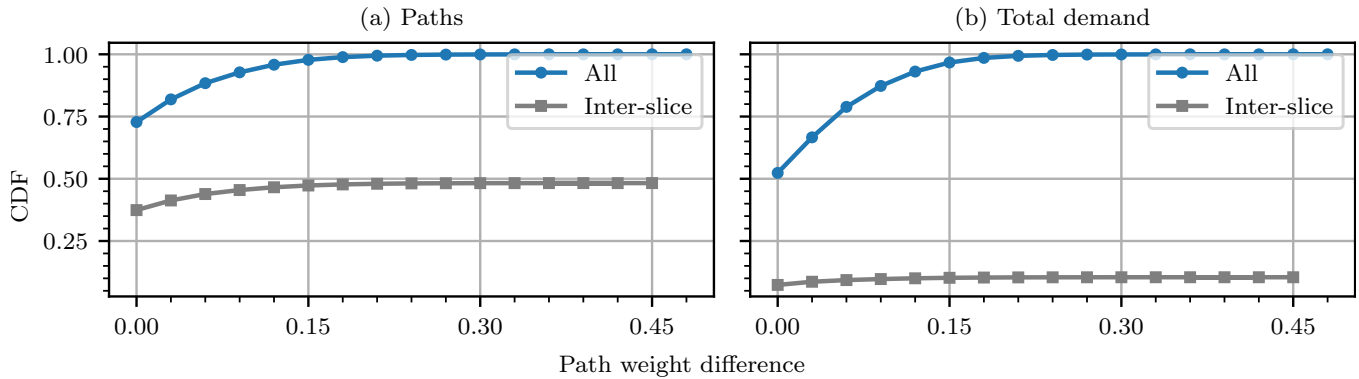 (a) Paths
(b) Total demand
CDF
1.00
0.75
0.50
0.25
All
Inter-slice
All
Inter-slice
0.00 0.15 0.30 0.45
0.00 0.15 0.30 0.45
Path weight difference